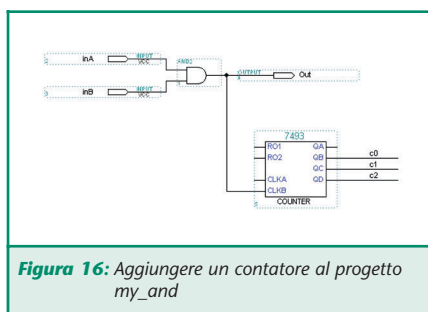 inA
INPUT
VCC
AND2
OUTPUT
Out
inB
INPUT
VCC
7493
RO1 QA
RO2 QB c0
QC c1
CLKA QD c2
CLKB
COUNTER
Figura 16: Aggiungere un contatore al progetto
my_and